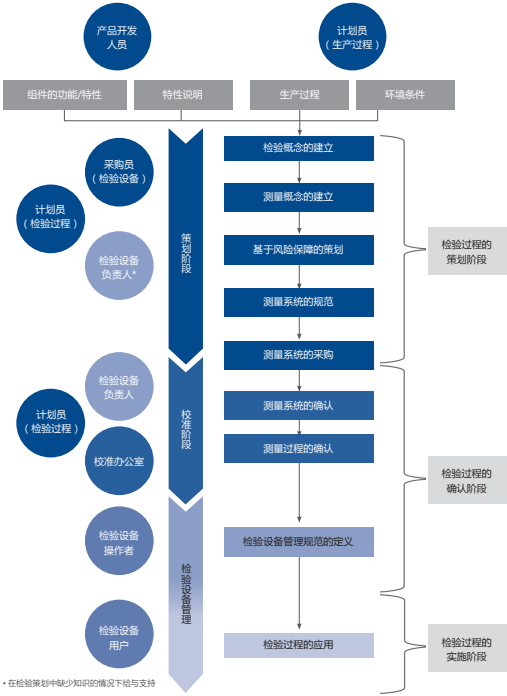 产品开发
人员
计划员
（生产过程）
组件的功能/特性
特性说明
生产过程
环境条件
采购员
（检验设备）
计划员
（检验过程）
检验设备
负责人*
策划阶段
检验概念的建立
测量概念的建立
基于风险保障的策划
测量系统的规范
测量系统的采购
检验过程的
策划阶段
检验设备
负责人
计划员
（检验过程）
校准办公室
校准阶段
测量系统的确认
测量过程的确认
检验过程的
确认阶段
检验设备
操作者
检验设备
用户
检验设备管理
检验设备管理规范的定义
检验过程的应用
检验过程的
实施阶段
* 在检验策划中缺少知识的情况下给与支持